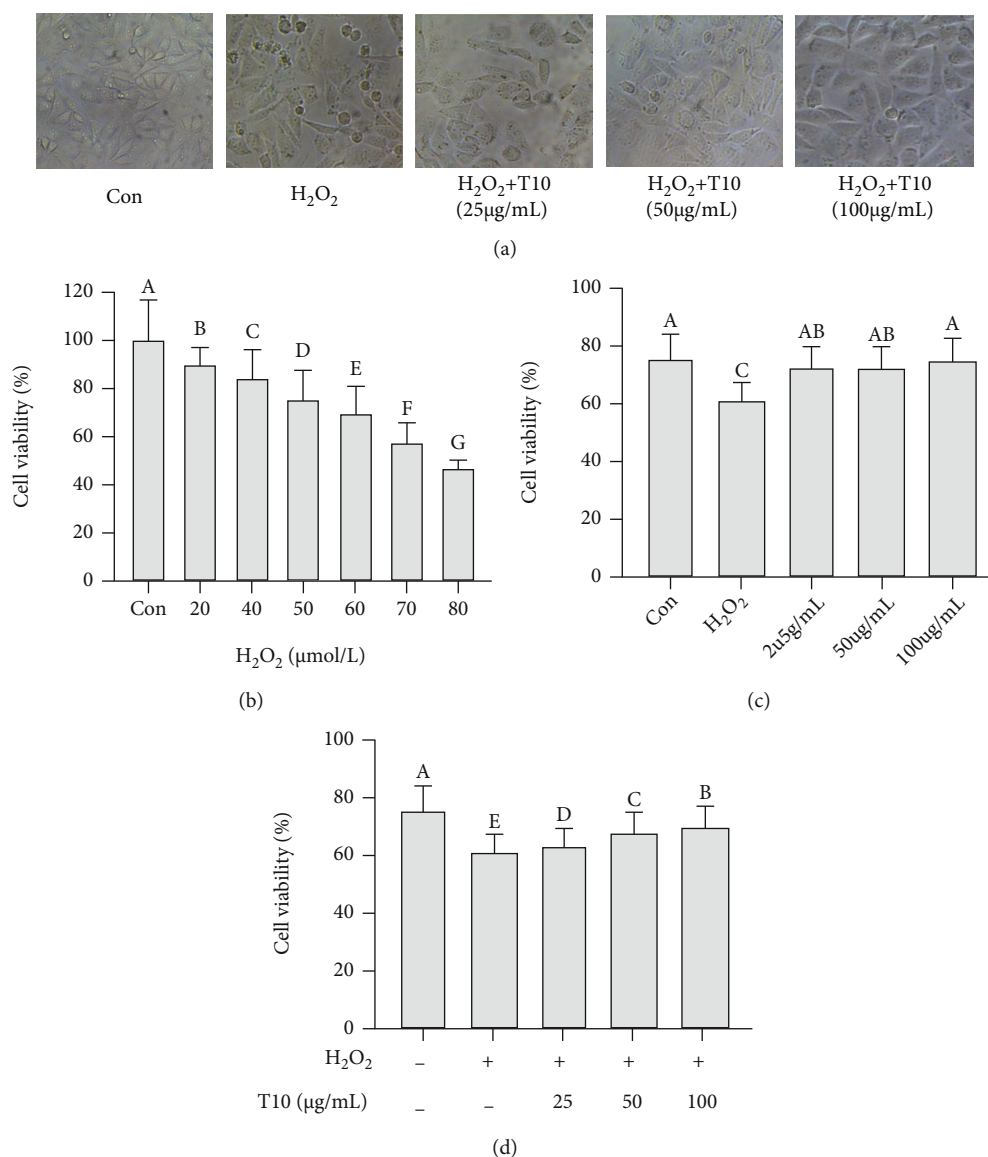 Con
H₂O₂
H₂O₂+T10
(25μg/mL)
H₂O₂+T10
(50μg/mL)
H₂O₂+T10
(100μg/mL)
(a)
Cell viability (%)
120
100
80
60
40
20
0
A
B
C
D
E
F
G
Con 20 40 50 60 70 80
H₂O₂ (μmol/L)
(b)
Cell viability (%)
100
80
60
40
20
0
A
C
AB
AB
A
Con
H₂O₂
2u5g/mL
50ug/mL
100ug/mL
(c)
Cell viability (%)
100
80
60
40
20
0
A
E
D
C
B
H₂O₂ – + + + +
T10 (μg/mL) – – 25 50 100
(d)